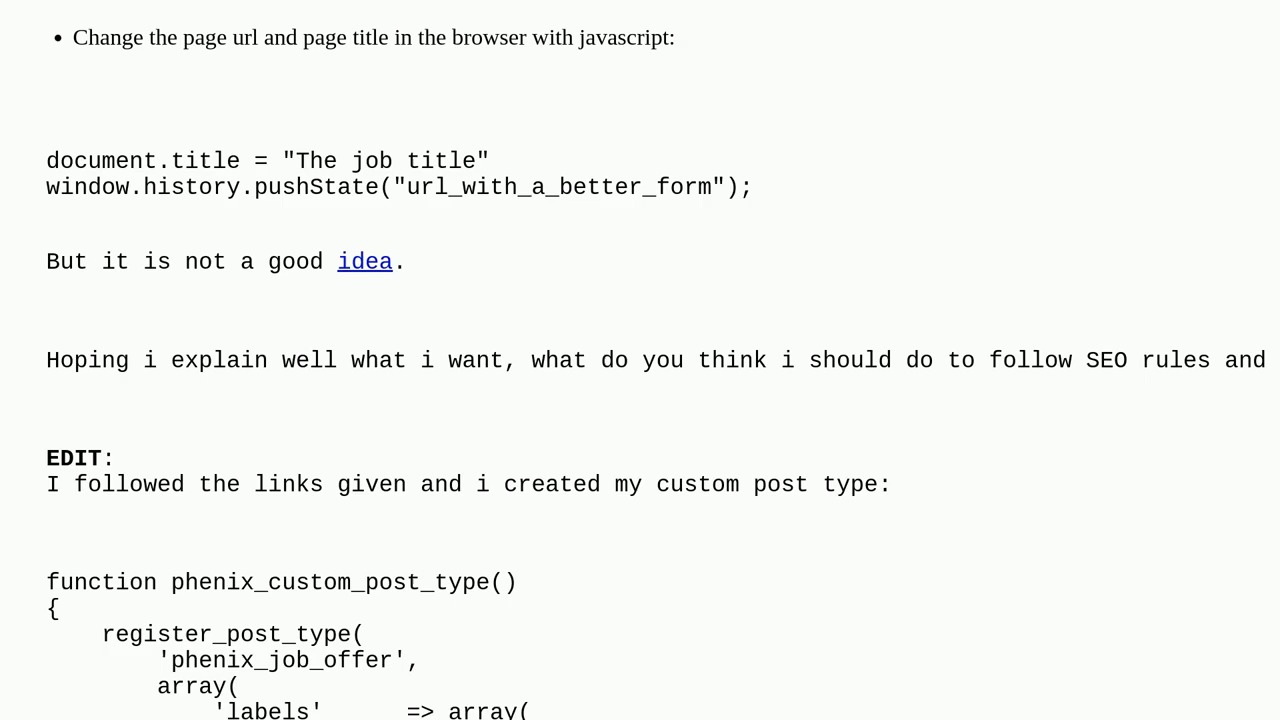 • Change the page url and page title in the browser with javascript:
document.title = "The job title"
window.history.pushState("url_with_a_better_form");
But it is not a good idea.
Hoping i explain well what i want, what do you think i should do to follow SEO rules and
EDIT:
I followed the links given and i created my custom post type:
function phenix_custom_post_type()
{
    register_post_type(
        'phenix_job_offer',
        array(
            'labels'      => array(